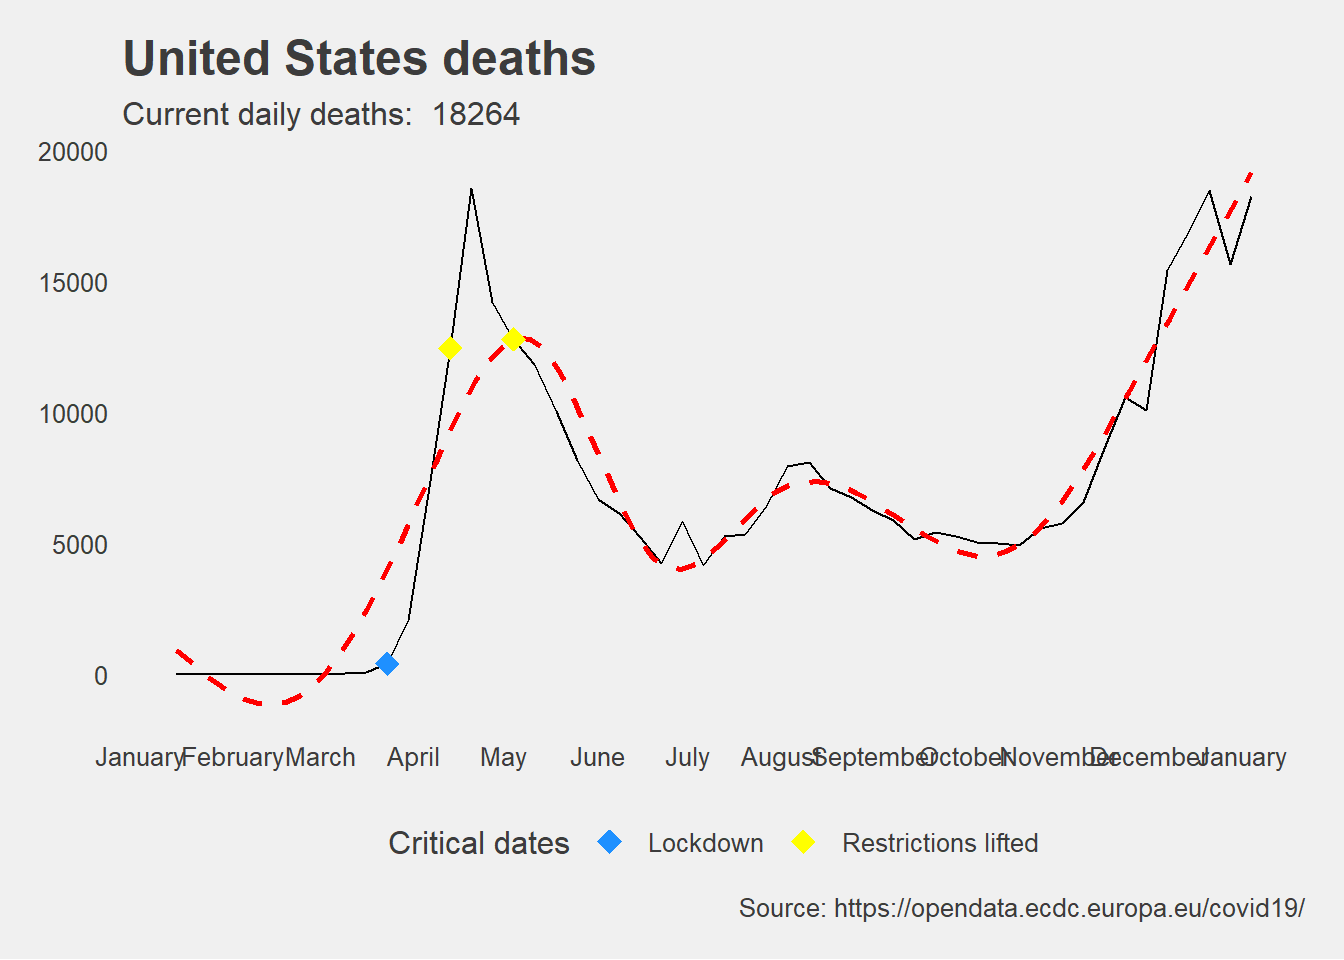 United States deaths
Current daily deaths:  18264
20000
15000
10000
5000
0
January February March April May June July August September October November December January
Critical dates Lockdown Restrictions lifted
Source: https://opendata.ecdc.europa.eu/covid19/